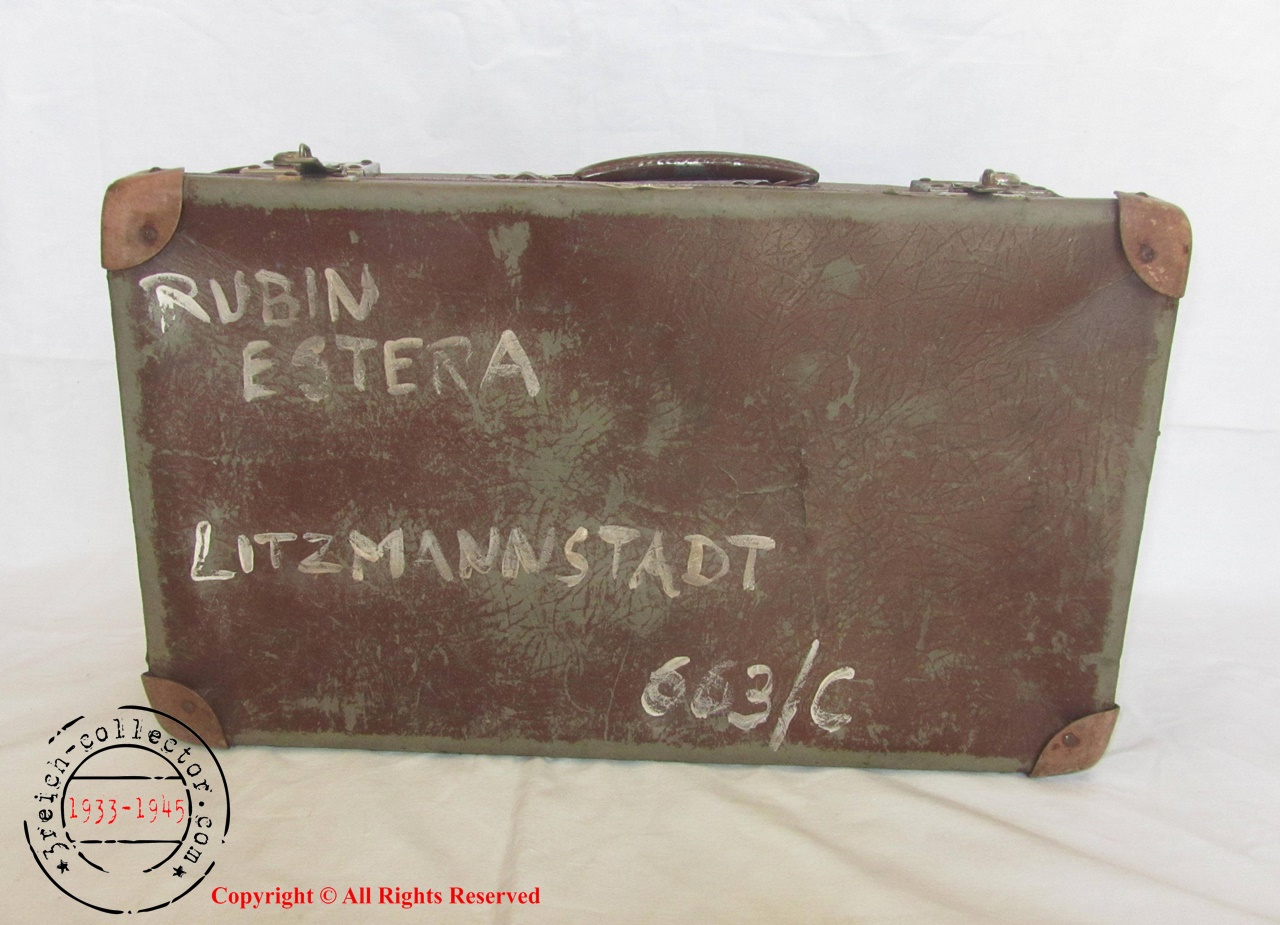 RUBIN
ESTERA
LITZMANNSTADT
663/C
3reich-collector.com
1933-1945
Copyright © All Rights Reserved